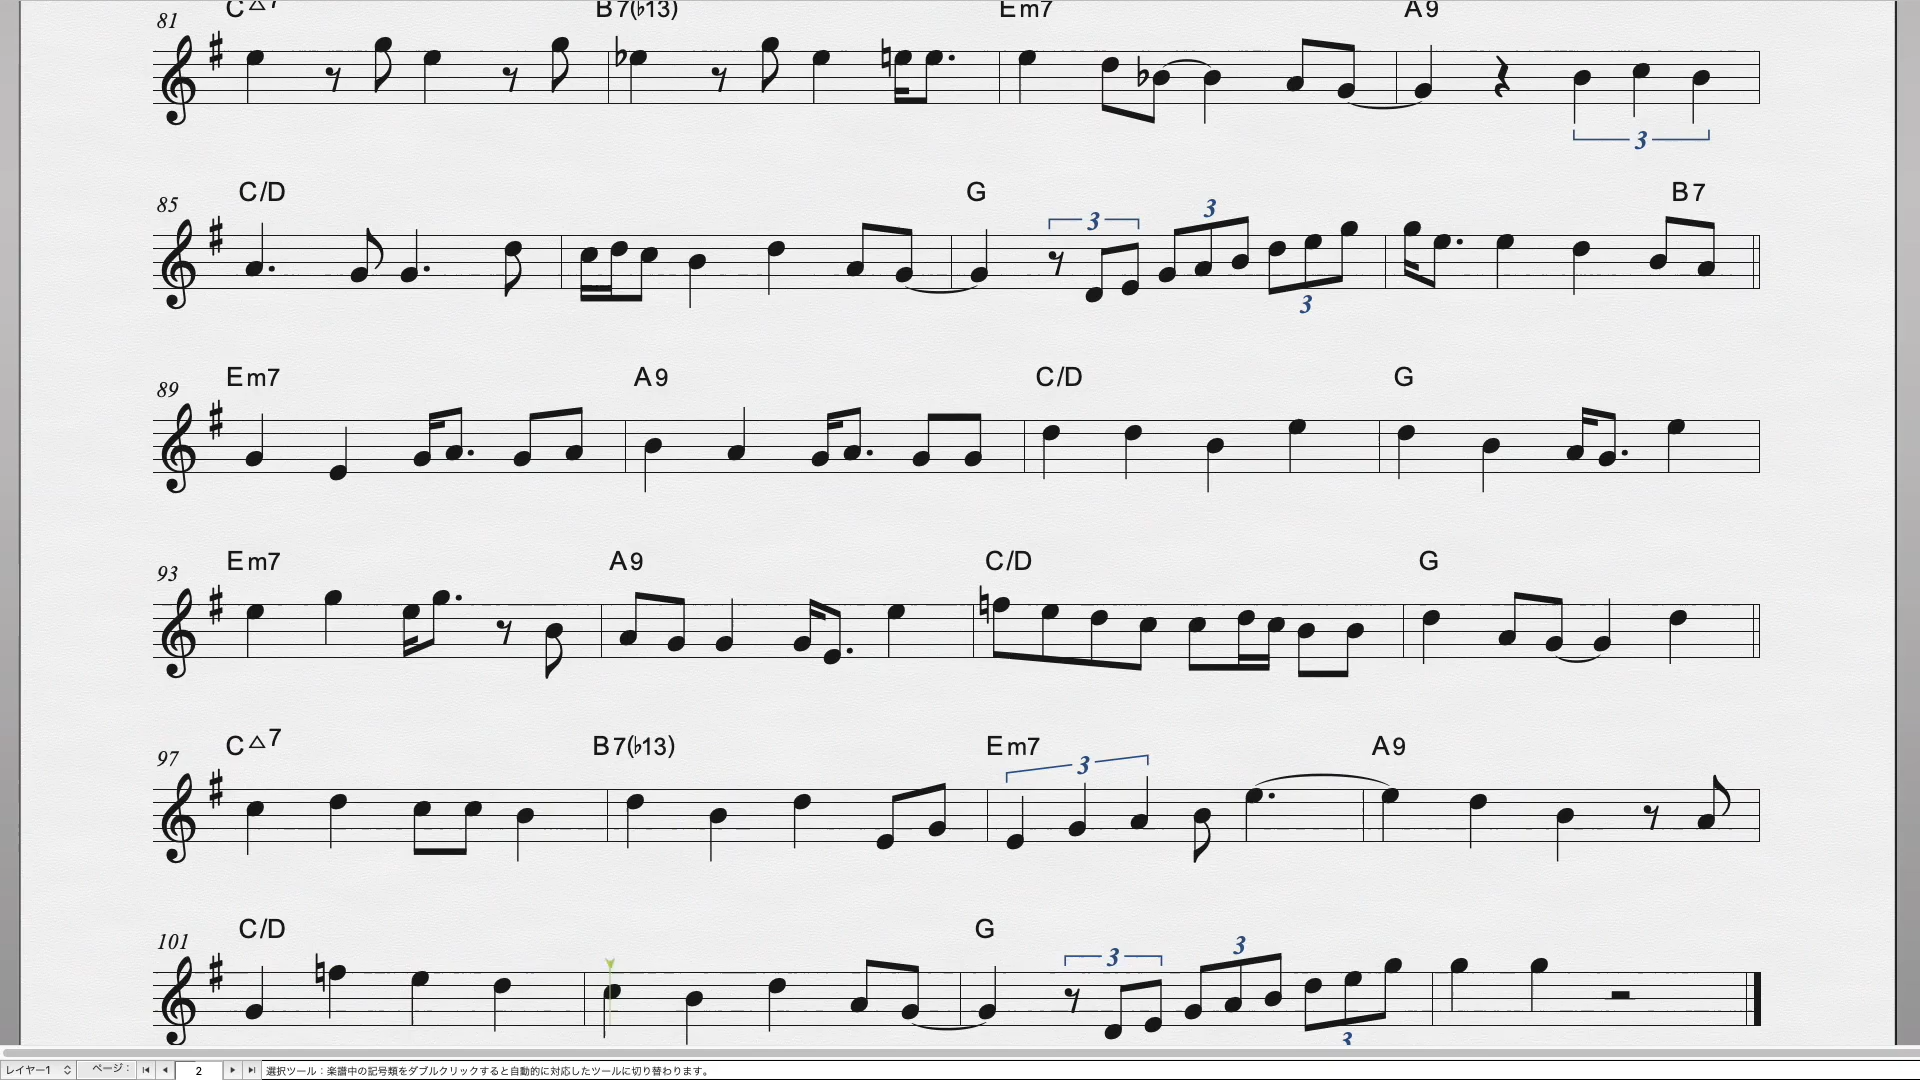 81 C△7 B7(♭13) Em7 A9
3
85 C/D G B7
3 3
3
89 Em7 A9 C/D G
93 Em7 A9 C/D G
97 C△7 B7(♭13) Em7 A9
3
101 C/D G
3 3
3
レイヤー1 ページ: 2 選択ツール：楽譜中の記号類をダブルクリックすると自動的に対応したツールに切り替わります。